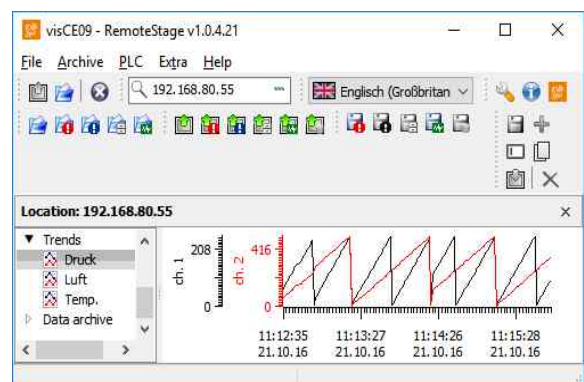 visCE09 - RemoteStage v1.0.4.21
File Archive PLC Extra Help
192.168.80.55
Englisch (Großbritan
Location: 192.168.80.55
Trends
Druck
Luft
Temp.
Data archive
ch. 1
208
0
ch. 2
416
0
11:12:35 11:13:27 11:14:26 11:15:28
21.10.16 21.10.16 21.10.16 21.10.16